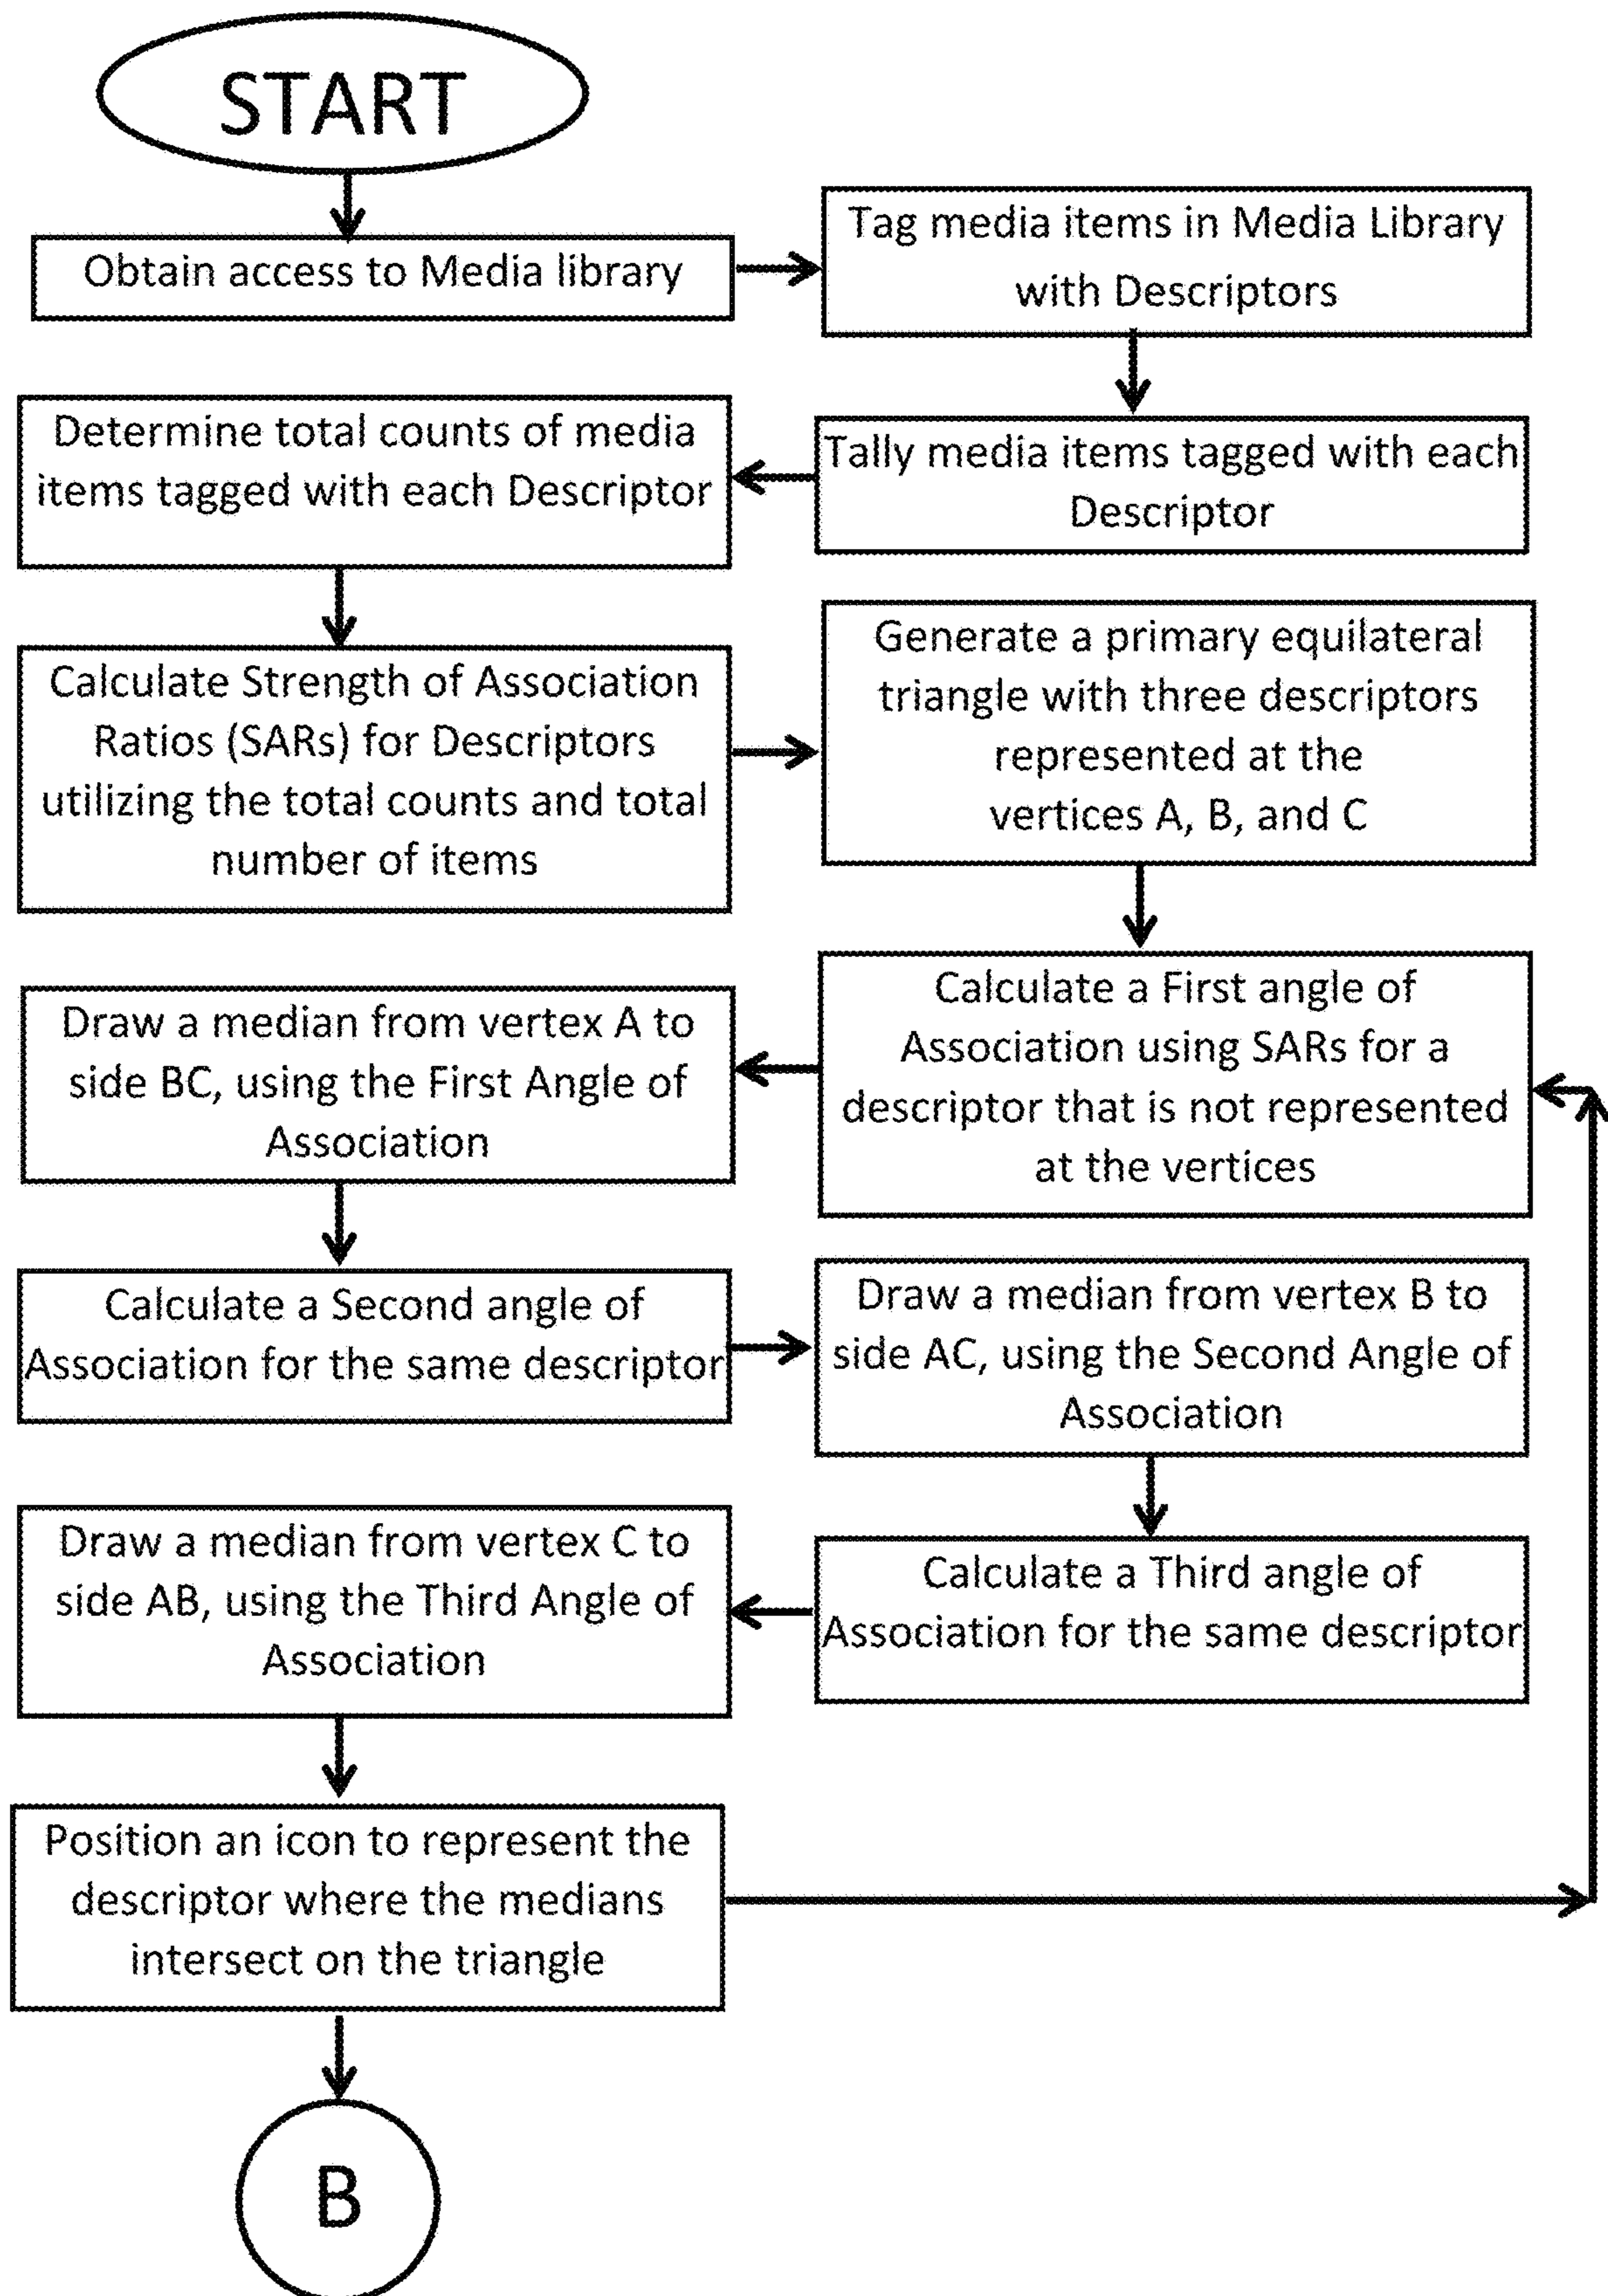 START
Obtain access to Media library
Tag media items in Media Library
with Descriptors
Tally media items tagged with each
Descriptor
Determine total counts of media
items tagged with each Descriptor
Calculate Strength of Association
Ratios (SARs) for Descriptors
utilizing the total counts and total
number of items
Generate a primary equilateral
triangle with three descriptors
represented at the
vertices A, B, and C
Calculate a First angle of
Association using SARs for a
descriptor that is not represented
at the vertices
Draw a median from vertex A to
side BC, using the First Angle of
Association
Calculate a Second angle of
Association for the same descriptor
Draw a median from vertex B to
side AC, using the Second Angle of
Association
Calculate a Third angle of
Association for the same descriptor
Draw a median from vertex C to
side AB, using the Third Angle of
Association
Position an icon to represent the
descriptor where the medians
intersect on the triangle
B